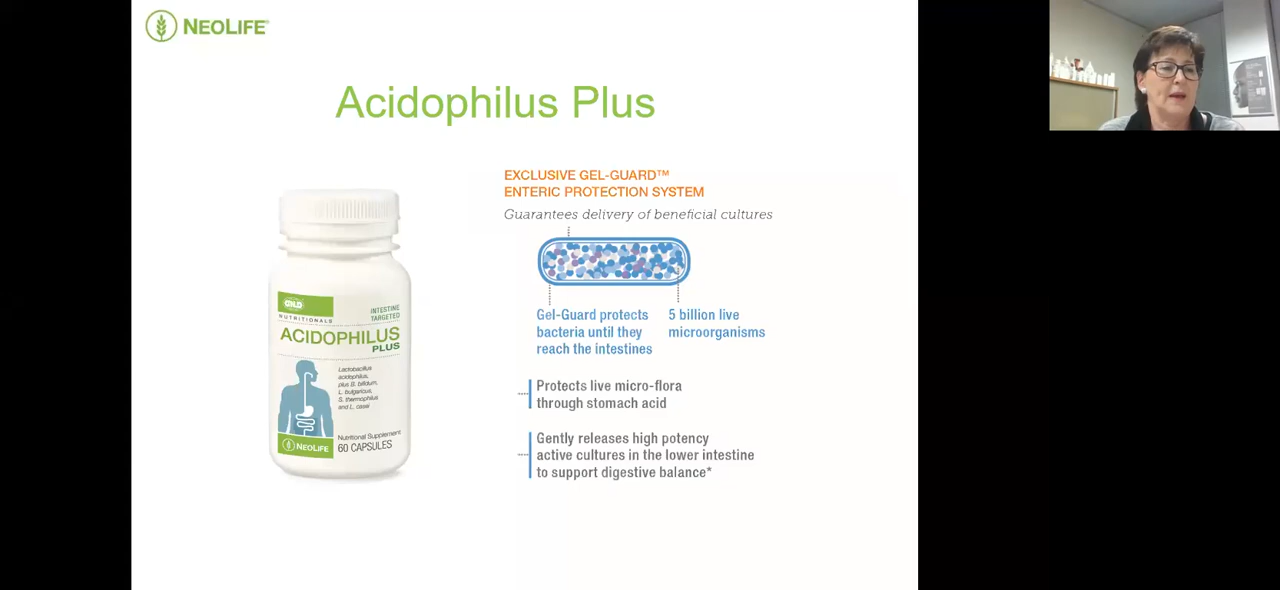 NEOLIFE®
Acidophilus Plus
EXCLUSIVE GEL-GUARD™
ENTERIC PROTECTION SYSTEM
Guarantees delivery of beneficial cultures
Gel-Guard protects
bacteria until they
reach the intestines
5 billion live
microorganisms
Protects live micro-flora
through stomach acid
Gently releases high potency
active cultures in the lower intestine
to support digestive balance*
GNLD
NUTRITIONALS
INTESTINE
TARGETED
ACIDOPHILUS
PLUS
Lactobacillus
acidophilus,
plus B. bifidum,
L. bulgaricus,
S. thermophilus
and L. casei
Nutritional Supplement
60 CAPSULES
NEOLIFE